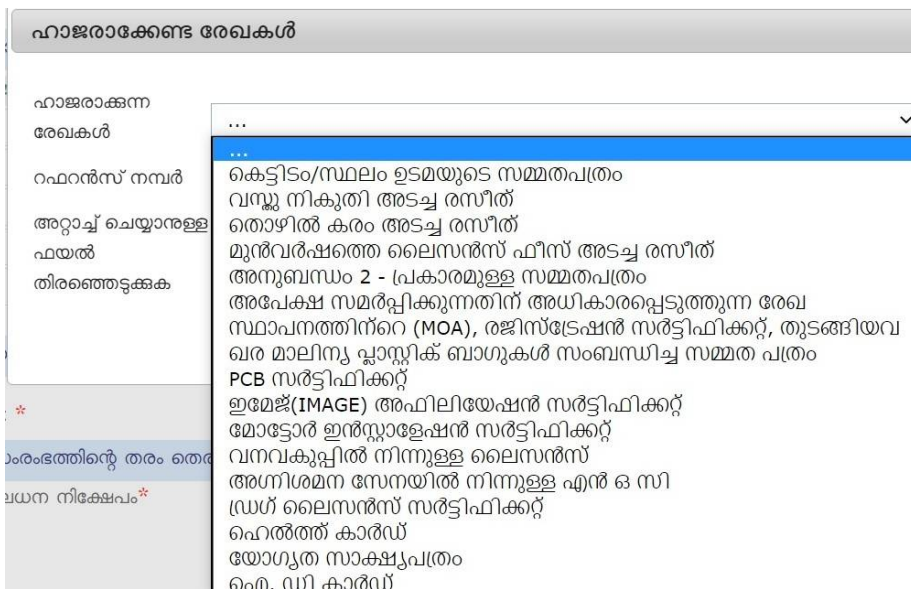 ഹാജരാക്കേണ്ട രേഖകൾ
ഹാജരാക്കുന്ന
രേഖകൾ
...
...
കെട്ടിടം/സ്ഥലം ഉടമയുടെ സമ്മതപത്രം
വസ്തു നികുതി അടച്ച രസീത്
തൊഴിൽ കരം അടച്ച രസീത്
മുൻവർഷത്തെ ലൈസൻസ് ഫീസ് അടച്ച രസീത്
അനുബന്ധം 2 - പ്രകാരമുള്ള സമ്മതപത്രം
അപേക്ഷ സമർപ്പിക്കുന്നതിന് അധികാരപ്പെടുത്തുന്ന രേഖ
സ്ഥാപനത്തിന്റെ (MOA), രജിസ്ട്രേഷൻ സർട്ടിഫിക്കറ്റ്, തുടങ്ങിയവ
ഖര മാലിന്യ പ്ലാസ്റ്റിക് ബാഗുകൾ സംബന്ധിച്ച സമ്മത പത്രം
PCB സർട്ടിഫിക്കറ്റ്
ഇമേജ്(IMAGE) അഫിലിയേഷൻ സർട്ടിഫിക്കറ്റ്
മോട്ടോർ ഇൻസ്റ്റാളേഷൻ സർട്ടിഫിക്കറ്റ്
വനവകുപ്പിൽ നിന്നുള്ള ലൈസൻസ്
അഗ്നിശമന സേനയിൽ നിന്നുള്ള എൻ ഒ സി
ഡ്രഗ് ലൈസൻസ് സർട്ടിഫിക്കറ്റ്
ഹെൽത്ത് കാർഡ്
യോഗ്യത സാക്ഷ്യപത്രം
ഐ. ഡി കാർഡ്
റഫറൻസ് നമ്പർ
അറ്റാച്ച് ചെയ്യാനുള്ള
ഫയൽ
തിരഞ്ഞെടുക്കുക
*
തരം
നിക്ഷേപം*